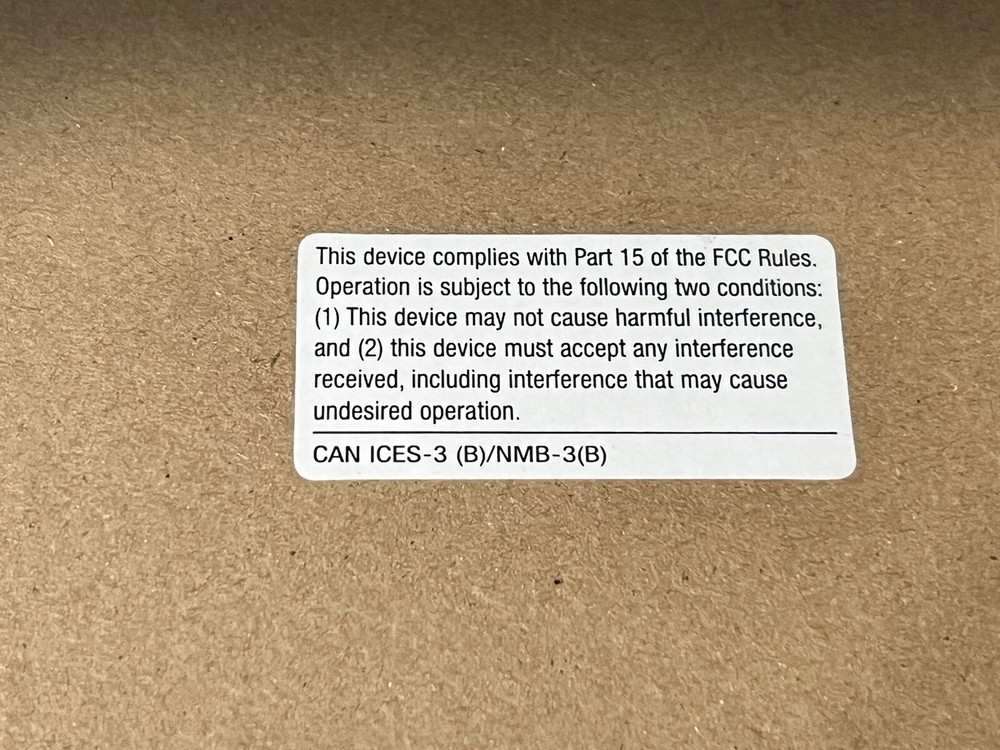 This device complies with Part 15 of the FCC Rules.
Operation is subject to the following two conditions:
(1) This device may not cause harmful interference,
and (2) this device must accept any interference
received, including interference that may cause
undesired operation.
CAN ICES-3 (B)/NMB-3(B)